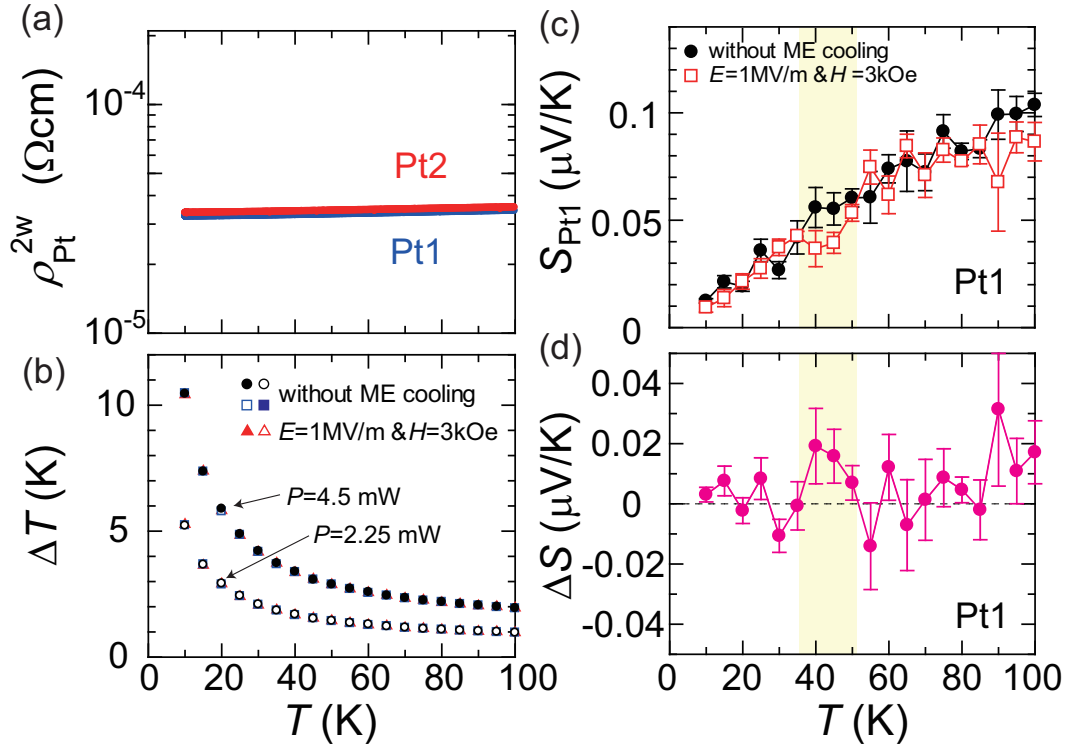 (a)
10-4
10-5
ρPt2w (Ωcm)
Pt2
Pt1
(b)
10
5
0
ΔT (K)
without ME cooling
E=1MV/m &H=3kOe
P=4.5 mW
P=2.25 mW
0 20 40 60 80 100
T (K)
(c)
0.1
0.05
0
SPt1 (μV/K)
without ME cooling
E=1MV/m & H =3kOe
Pt1
(d)
0.04
0.02
0
-0.02
-0.04
ΔS (μV/K)
Pt1
0 20 40 60 80 100
T (K)